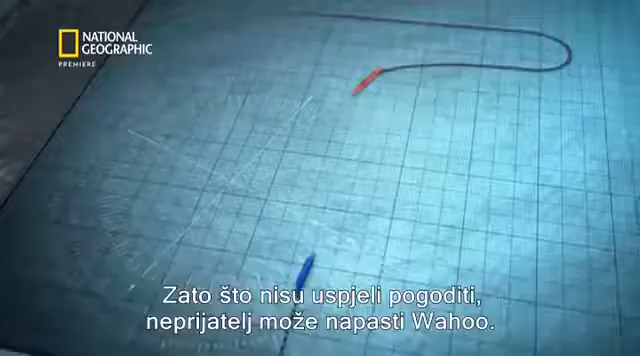 NATIONAL
GEOGRAPHIC
PREMIERE
Zato što nisu uspjeli pogoditi,
neprijatelj može napasti Wahoo.